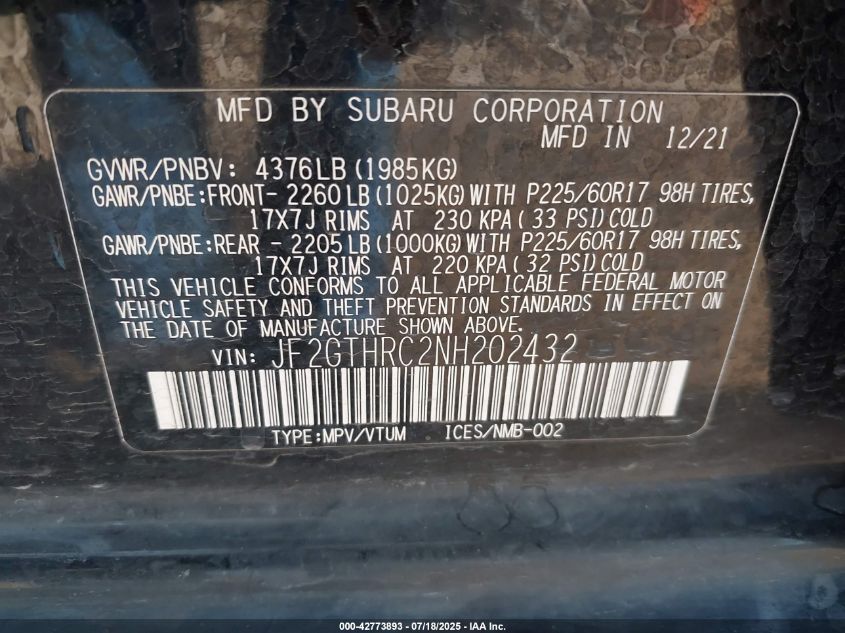 MFD BY SUBARU CORPORATION
MFD IN 12/21
GVWR/PNBV: 4376LB (1985KG)
GAWR/PNBE:FRONT- 2260 LB (1025KG) WITH P225/60R17 98H TIRES,
17X7J RIMS AT 230 KPA ( 33 PSI) COLD
GAWR/PNBE:REAR - 2205 LB (1000KG) WITH P225/60R17 98H TIRES,
17X7J RIMS AT 220 KPA ( 32 PSI) COLD
THIS VEHICLE CONFORMS TO ALL APPLICABLE FEDERAL MOTOR
VEHICLE SAFETY AND THEFT PREVENTION STANDARDS IN EFFECT ON
THE DATE OF MANUFACTURE SHOWN ABOVE.
VIN: JF2GTHRC2NH202432
TYPE:MPV/VTUM ICES/NMB-002
000-42773893 - 07/18/2025 - IAA Inc.